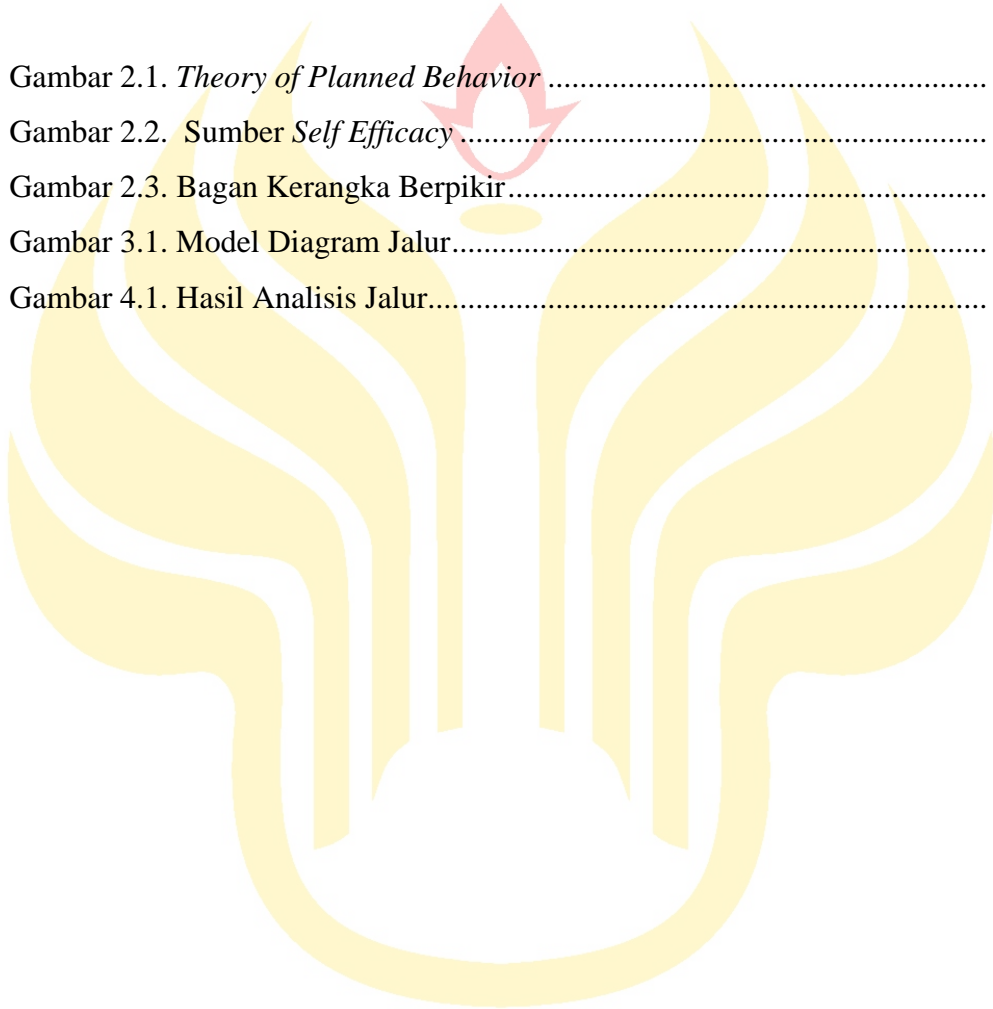 Gambar 2.1. Theory of Planned Behavior .......................................................
Gambar 2.2.  Sumber Self Efficacy ..................................................................
Gambar 2.3. Bagan Kerangka Berpikir............................................................
Gambar 3.1. Model Diagram Jalur...................................................................
Gambar 4.1. Hasil Analisis Jalur......................................................................